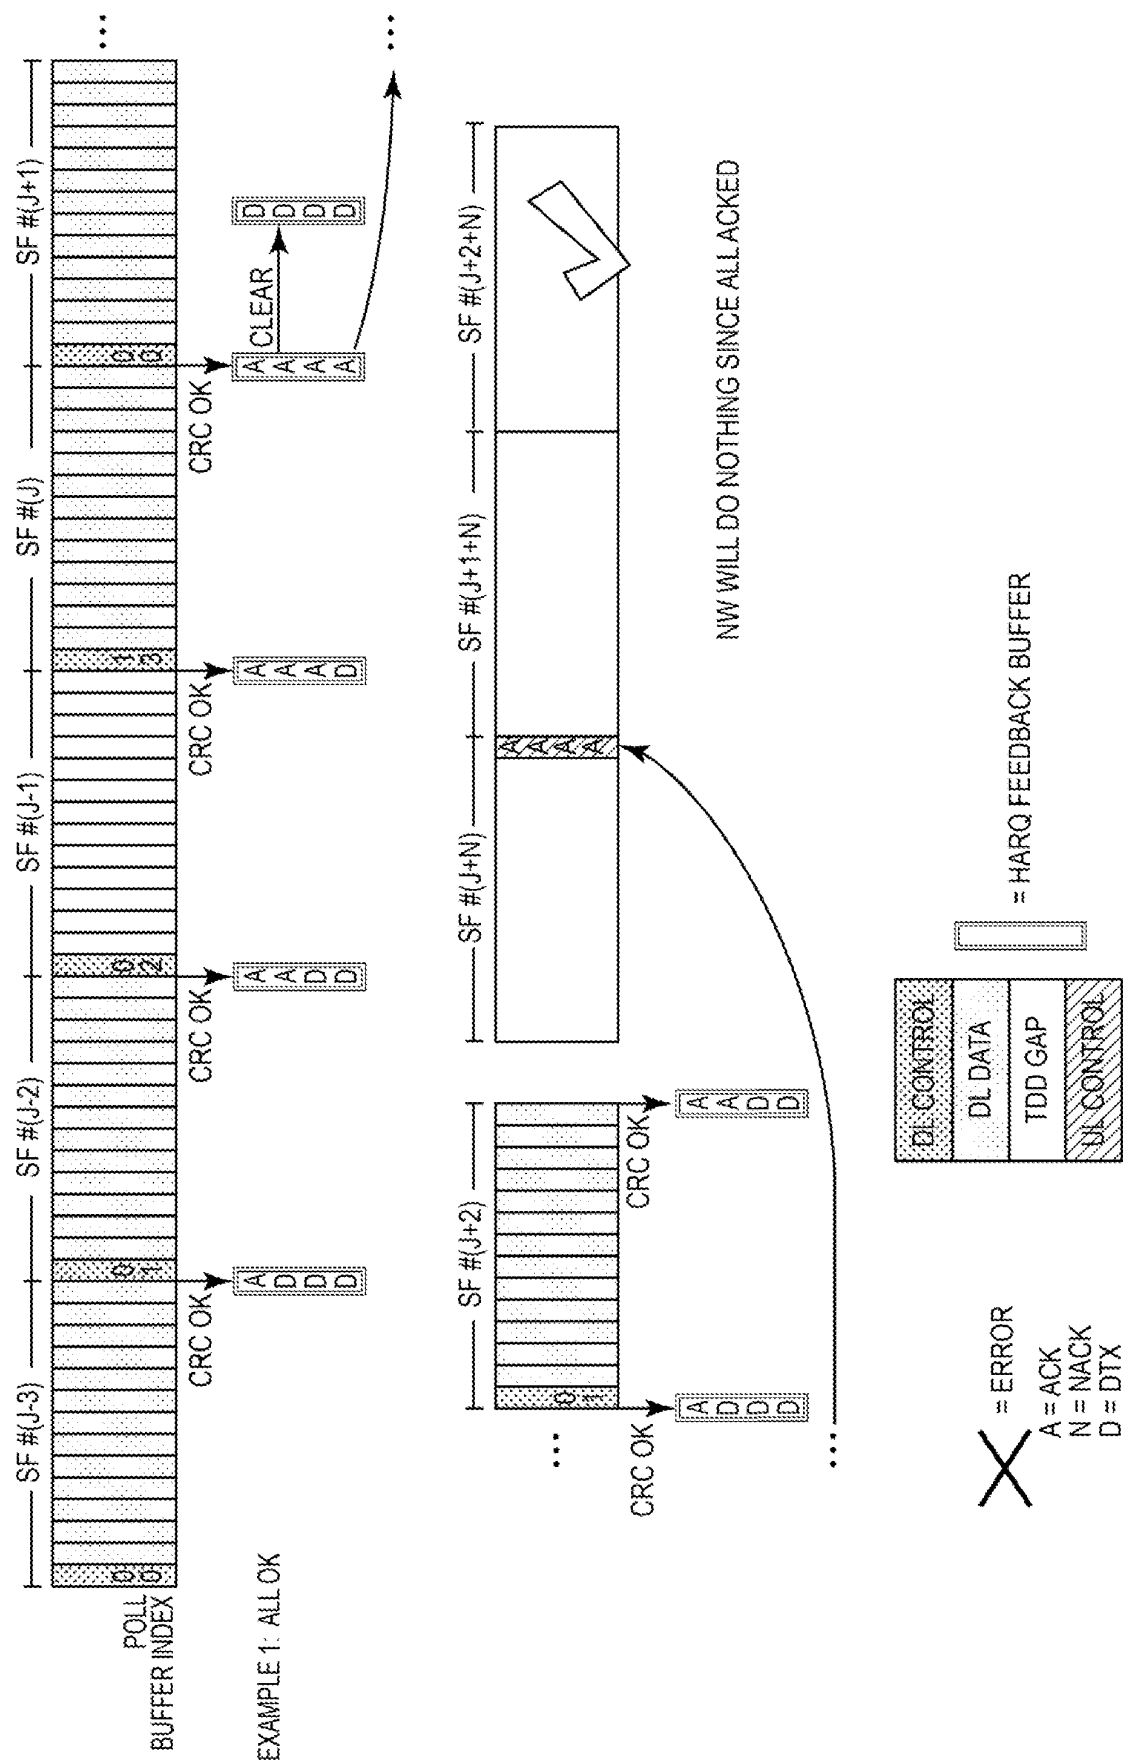 SF #(J-3) SF #(J-2) SF #(J-1) SF #(J) SF #(J+1)
POLL 0 0 0 1 0 ...
BUFFER INDEX 0 1 2 3 0
CRC OK CRC OK CRC OK CRC OK
A A A A CLEAR D
D A A A D
D D A A D
D D D A D
EXAMPLE 1: ALL OK
...
SF #(J+2) SF #(J+N) SF #(J+1+N) SF #(J+2+N)
... 0 A
1 A
A
A
CRC OK CRC OK
A A
D A
D D
D D
NW WILL DO NOTHING SINCE ALL ACKED
...
DL CONTROL
DL DATA
TDD GAP
UL CONTROL
= HARQ FEEDBACK BUFFER
= ERROR
A = ACK
N = NACK
D = DTX